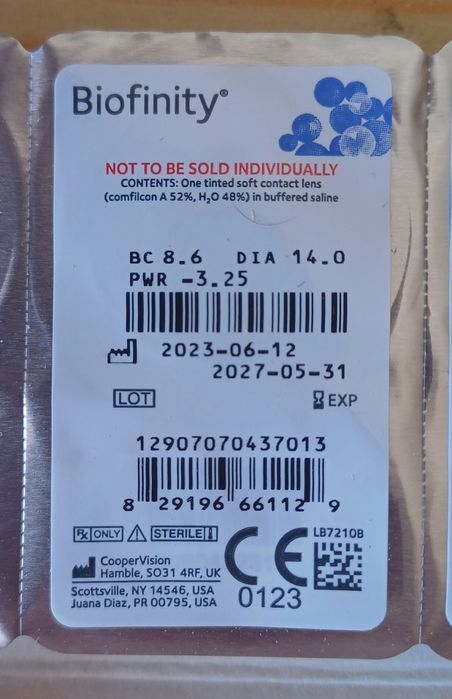 Biofinity®
NOT TO BE SOLD INDIVIDUALLY
CONTENTS: One tinted soft contact lens
(comfilcon A 52%, H₂O 48%) in buffered saline
BC 8.6 DIA 14.0
PWR -3.25
2023-06-12
2027-05-31
LOT EXP
12907070437013
8 29196 66112 9
Rx ONLY STERILE
LB7210B
CooperVision
Hamble, SO31 4RF, UK
Scottsville, NY 14546, USA
Juana Diaz, PR 00795, USA
CE
0123